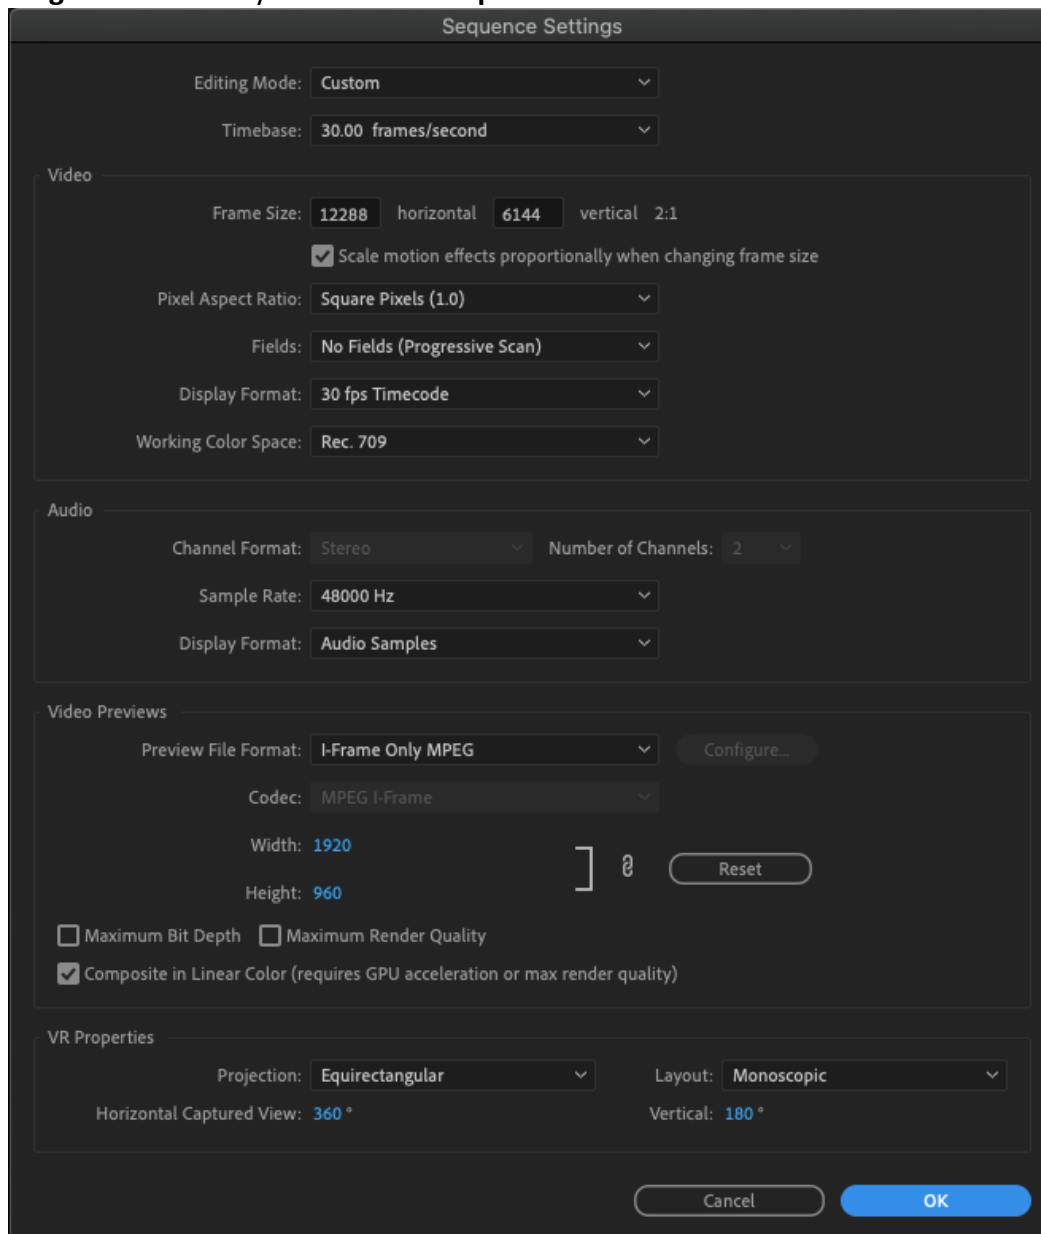 Sequence Settings
Editing Mode: Custom
Timebase: 30.00 frames/second
Video
Frame Size: 12288 horizontal 6144 vertical 2:1
Scale motion effects proportionally when changing frame size
Pixel Aspect Ratio: Square Pixels (1.0)
Fields: No Fields (Progressive Scan)
Display Format: 30 fps Timecode
Working Color Space: Rec. 709
Audio
Channel Format: Stereo Number of Channels: 2
Sample Rate: 48000 Hz
Display Format: Audio Samples
Video Previews
Preview File Format: I-Frame Only MPEG Configure...
Codec: MPEG I-Frame
Width: 1920
Height: 960
Reset
Maximum Bit Depth Maximum Render Quality
Composite in Linear Color (requires GPU acceleration or max render quality)
VR Properties
Projection: Equirectangular Layout: Monoscopic
Horizontal Captured View: 360 ° Vertical: 180 °
Cancel OK